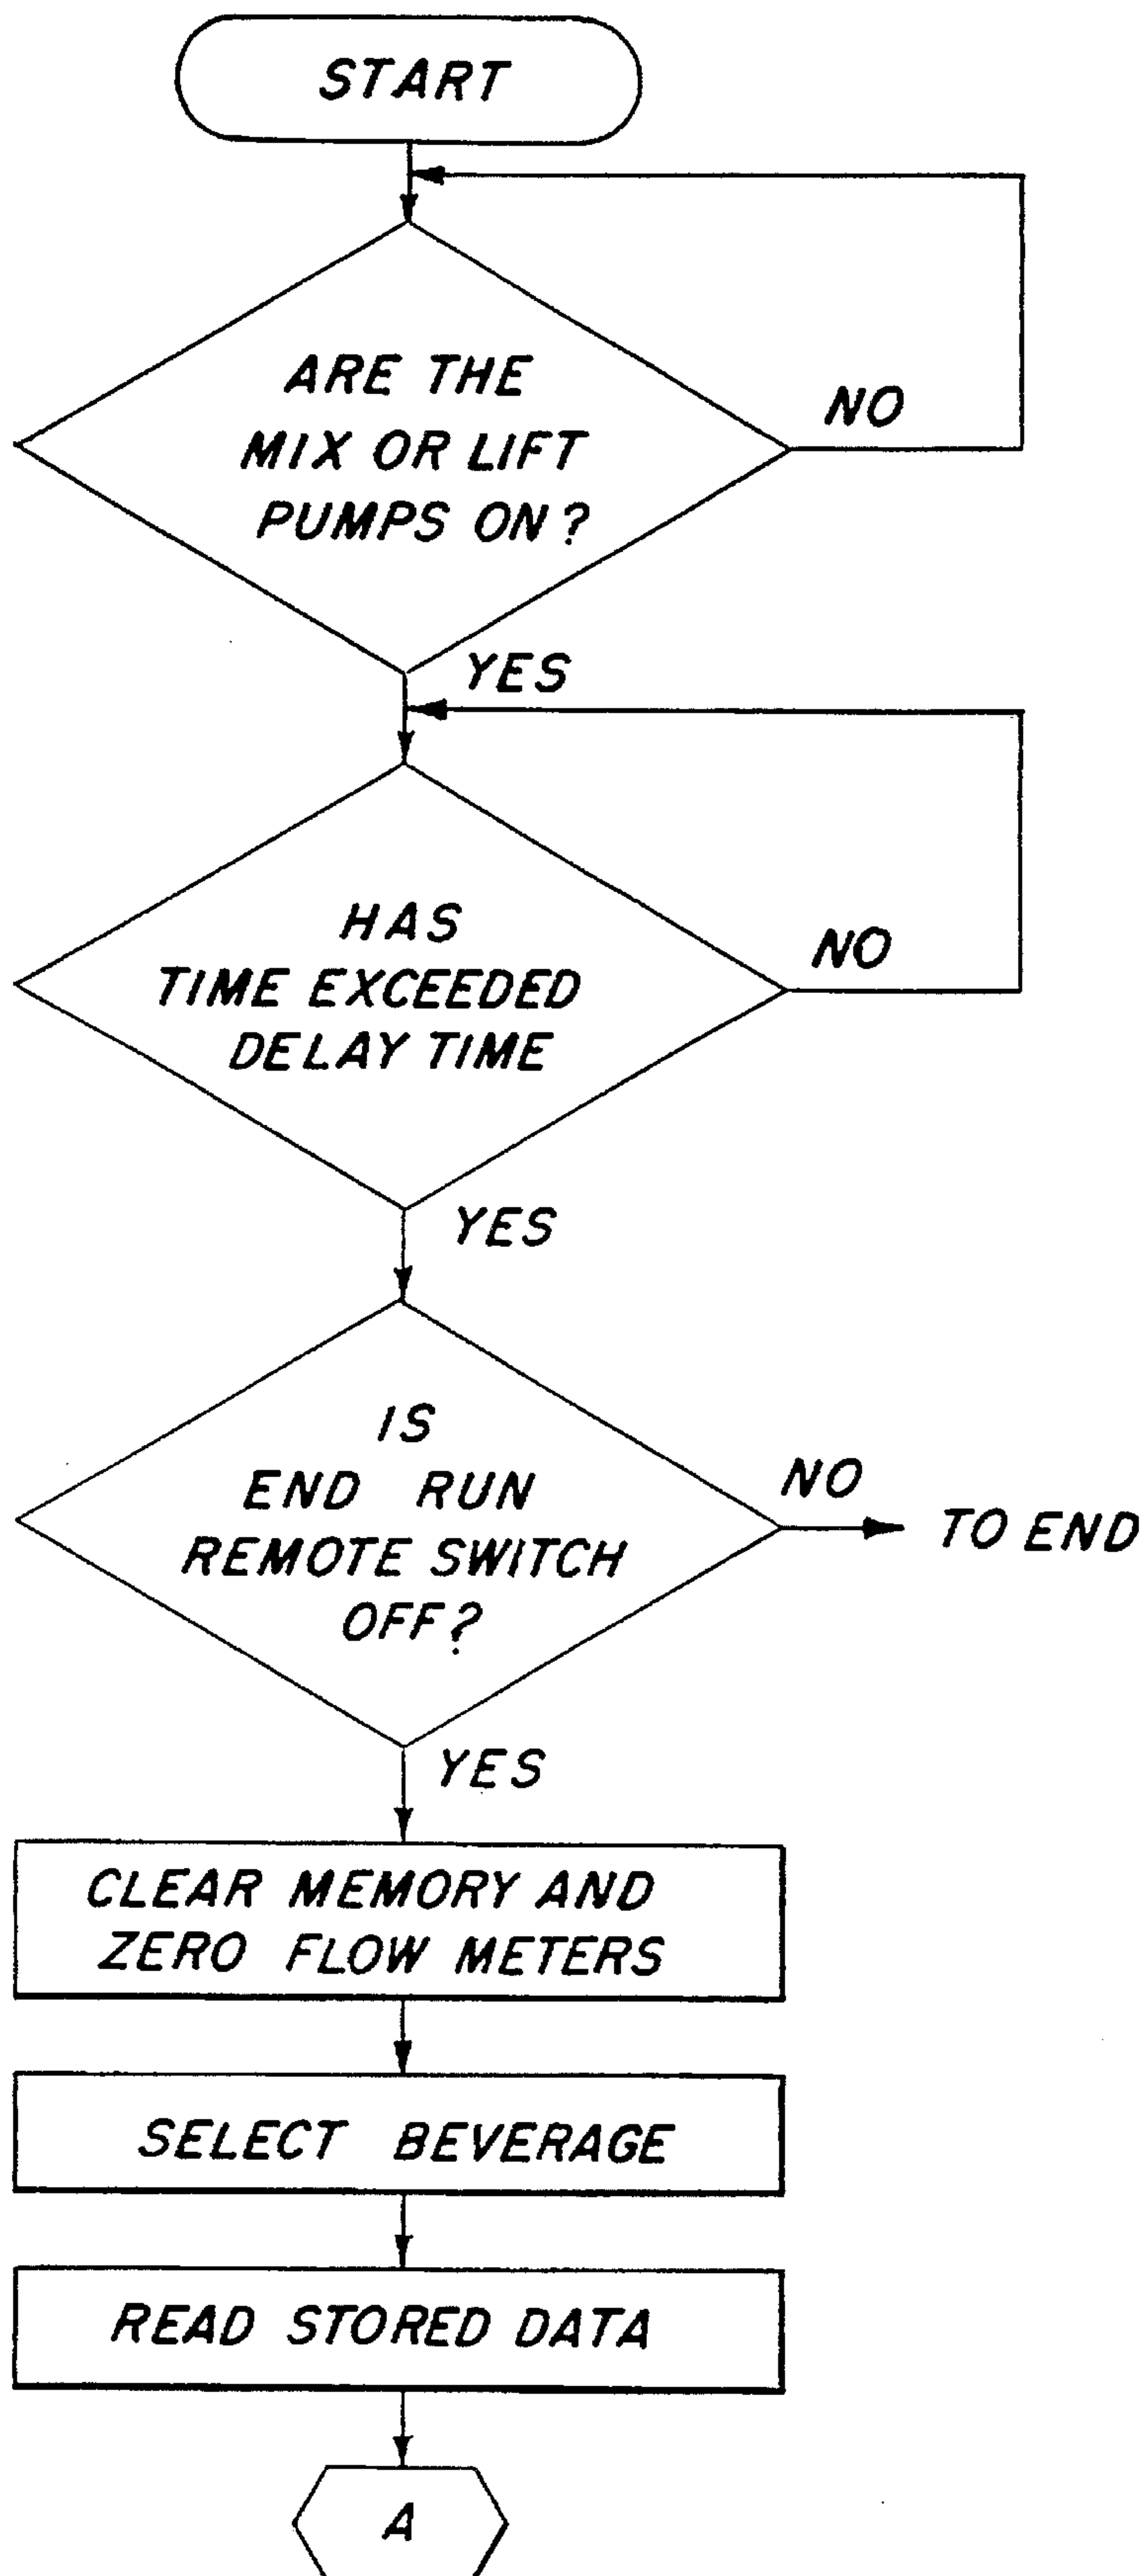 START
ARE THE
MIX OR LIFT
PUMPS ON?
NO
YES
HAS
TIME EXCEEDED
DELAY TIME
NO
YES
IS
END RUN
REMOTE SWITCH
OFF?
NO
TO END
YES
CLEAR MEMORY AND
ZERO FLOW METERS
SELECT BEVERAGE
READ STORED DATA
A